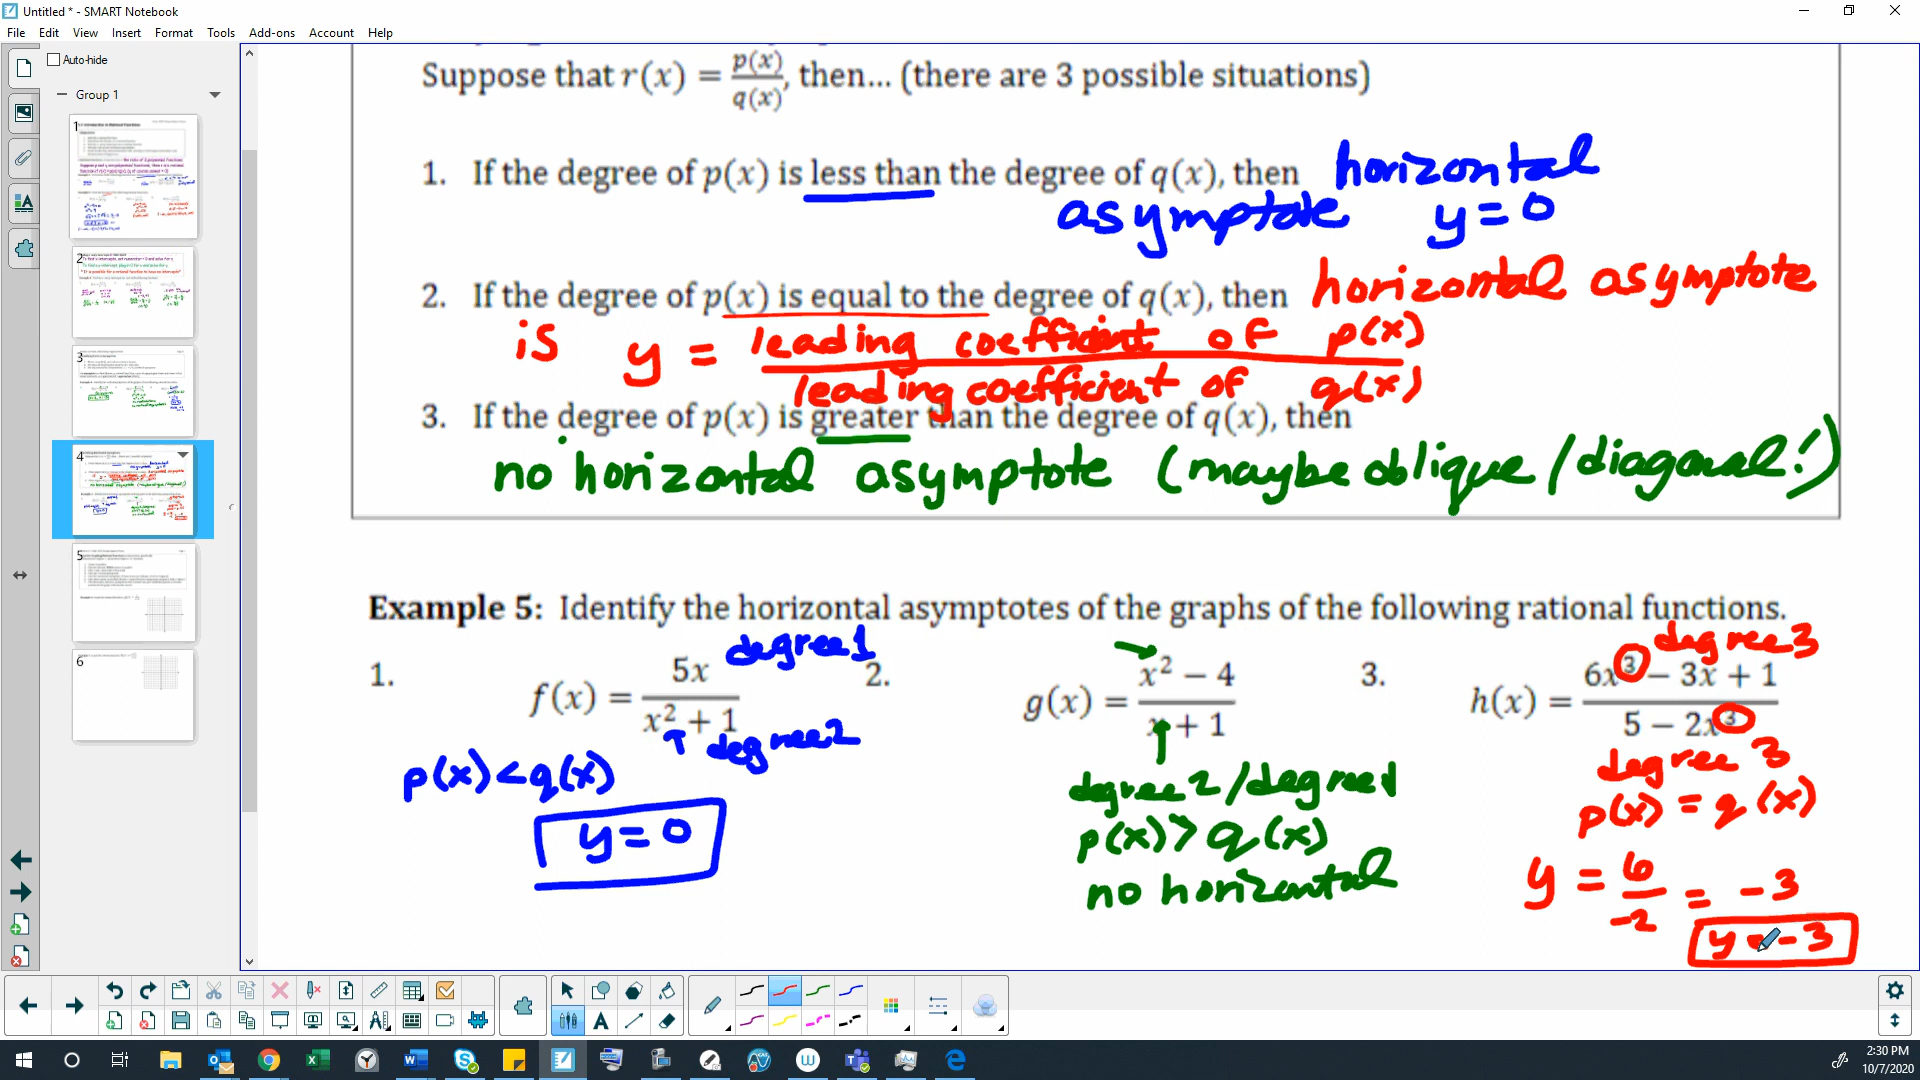 Untitled * - SMART Notebook
File Edit View Insert Format Tools Add-ons Account Help
Auto-hide
Group 1
1
2
3
4
5
6
Suppose that r(x) = p(x)/q(x), then... (there are 3 possible situations)
1. If the degree of p(x) is less than the degree of q(x), then horizontal
asymptote y = 0
2. If the degree of p(x) is equal to the degree of q(x), then horizontal asymptote
is y = leading coefficient of p(x) / leading coefficient of q(x)
3. If the degree of p(x) is greater than the degree of q(x), then
no horizontal asymptote (maybe oblique/diagonal!)
Example 5: Identify the horizontal asymptotes of the graphs of the following rational functions.
1. f(x) = 5x / x² + 1
degree 1
degree 2
p(x) < q(x)
y = 0
2. g(x) = x² − 4 / x + 1
degree 2 / degree 1
p(x) > q(x)
no horizontal
3. h(x) = 6x³ − 3x + 1 / 5 − 2x³
degree 3
degree 3
p(x) = q(x)
y = 6/-2 = -3
y = -3
2:30 PM
10/7/2020